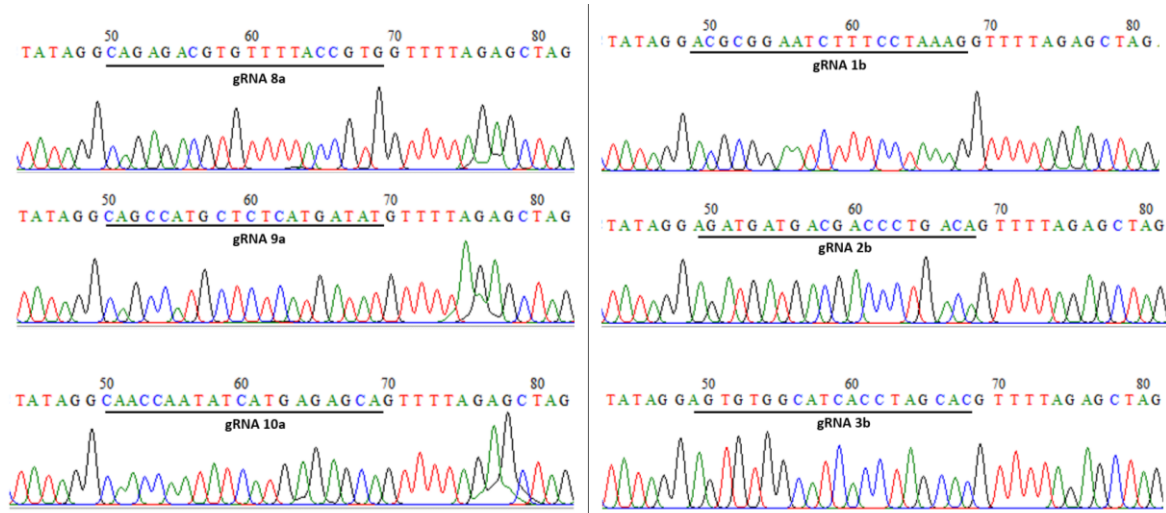 50 60 70 80
TATAGGCAGAGACGTGTTTTACCGTGGTTTTAGAGCTAG
gRNA 8a
50 60 70 80
TATAGGCAGCCATGCTCTCATGATATGTTTTAGAGCTAG
gRNA 9a
50 60 70 80
TATAGGCAACCAATATCATGAGAGCAGTTTTAGAGCTAG
gRNA 10a
50 60 70 80
TATAGGACGCGGAATCTTTCCTAAAGGTTTTAGAGCTAG
gRNA 1b
50 60 70 80
TATAGGAGATGATGACGACCCTGACAGTTTTAGAGCTAG
gRNA 2b
50 60 70 80
TATAGGAGTGTGGCATCACCTAGCACGTTTTAGAGCTAG
gRNA 3b